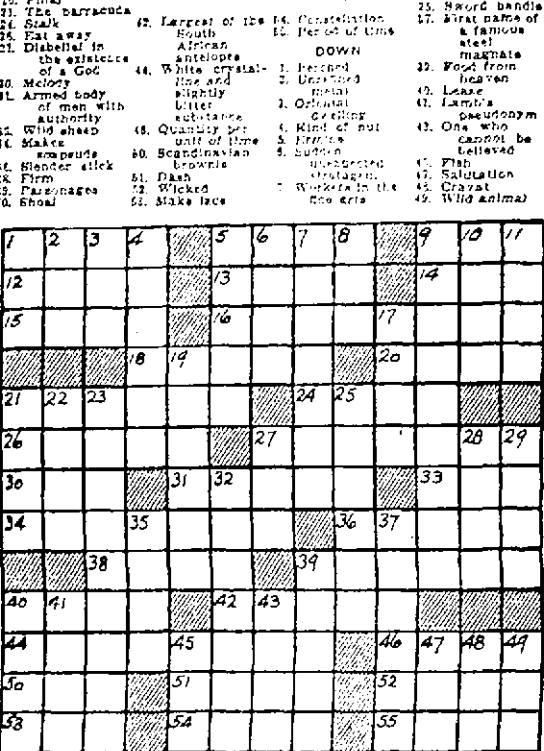 21. The barracuda
24. Stalk
26. Eat away
27. Disbelief in
the existence
of a God
30. Melody
31. Armed body
of men with
authority
33. Wild sheep
34. Makes
soapsuds
36. Slender stick
38. Firm
39. Parsonages
40. Shoal
42. Largest of the
South
African
antelopes
44. White crystal-
line and
slightly
bitter
substance
46. Quantity per
unit of time
50. Scandinavian
brownie
51. Dash
52. Wicked
53. Make lace
54. Constellation
55. Period of time
DOWN
1. Perched
2. Unrefined
metal
3. Oriental
dwelling
4. Kind of nut
5. Ermine
6. Sudden
unexpected
stratagem
7. Workers in the
fine arts
25. Sword handle
27. First name of
a famous
steel
magnate
39. Food from
heaven
40. Lease
41. Lamb's
pseudonym
43. One who
cannot be
believed
45. Fish
47. Salutation
48. Cravat
49. Wild animal
1 2 3 4 5 6 7 8 9 10 11
12 13 14
15 16 17
18 19 20
21 22 23 24 25
26 27 28 29
30 31 32 33
34 35 36 37
38 39
40 41 42 43
44 45 46 47 48 49
50 51 52
53 54 55